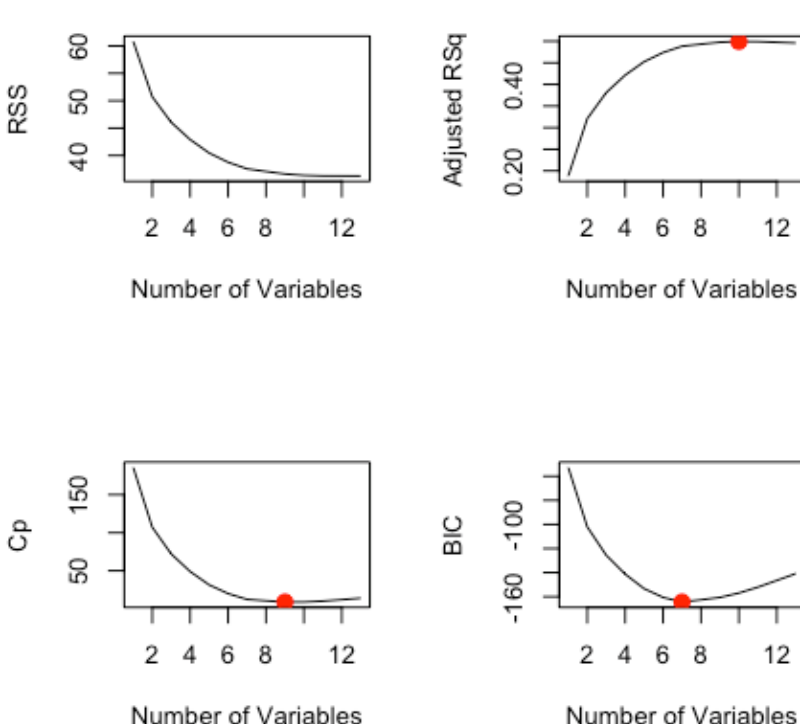 RSS
60
50
40
2 4 6 8 12
Number of Variables
Adjusted RSq
0.40
0.20
2 4 6 8 12
Number of Variables
Cp
150
50
2 4 6 8 12
Number of Variables
BIC
-100
-160
2 4 6 8 12
Number of Variables